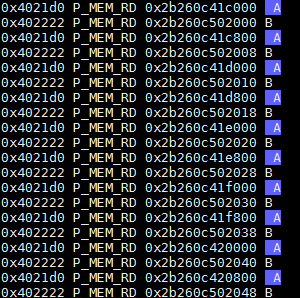 0x4021d0 P_MEM_RD 0x2b260c41c000 A
0x402222 P_MEM_RD 0x2b260c502000 B
0x4021d0 P_MEM_RD 0x2b260c41c800 A
0x402222 P_MEM_RD 0x2b260c502008 B
0x4021d0 P_MEM_RD 0x2b260c41d000 A
0x402222 P_MEM_RD 0x2b260c502010 B
0x4021d0 P_MEM_RD 0x2b260c41d800 A
0x402222 P_MEM_RD 0x2b260c502018 B
0x4021d0 P_MEM_RD 0x2b260c41e000 A
0x402222 P_MEM_RD 0x2b260c502020 B
0x4021d0 P_MEM_RD 0x2b260c41e800 A
0x402222 P_MEM_RD 0x2b260c502028 B
0x4021d0 P_MEM_RD 0x2b260c41f000 A
0x402222 P_MEM_RD 0x2b260c502030 B
0x4021d0 P_MEM_RD 0x2b260c41f800 A
0x402222 P_MEM_RD 0x2b260c502038 B
0x4021d0 P_MEM_RD 0x2b260c420000 A
0x402222 P_MEM_RD 0x2b260c502040 B
0x4021d0 P_MEM_RD 0x2b260c420800 A
0x402222 P_MEM_RD 0x2b260c502048 B